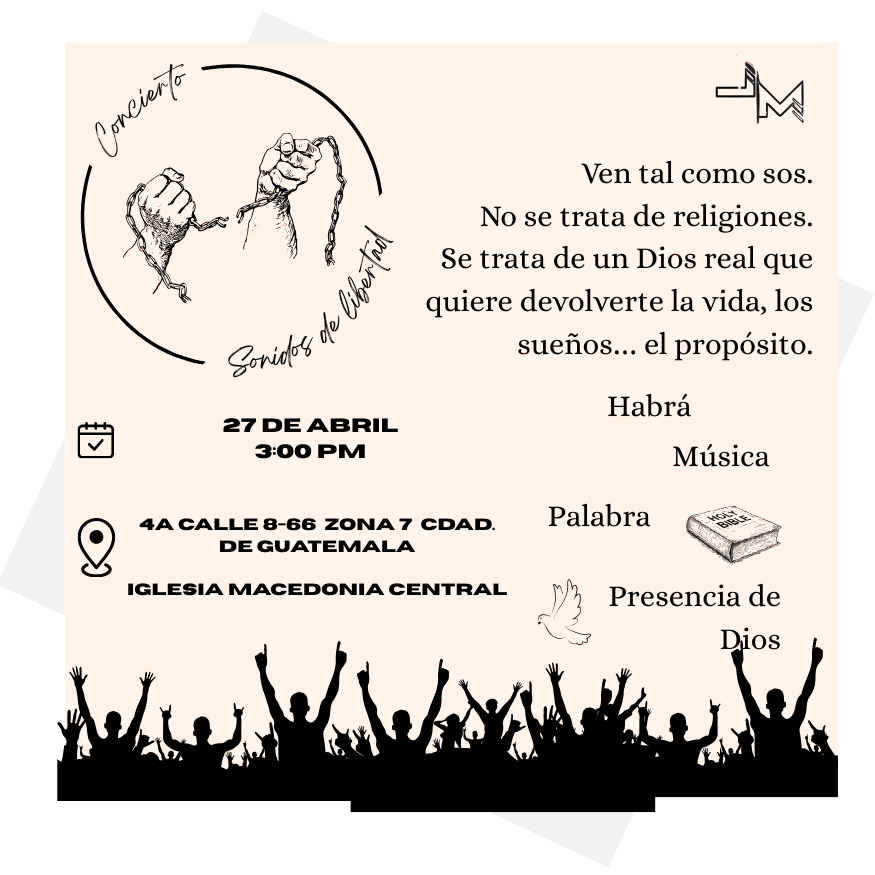 Concierto
Sonidos de libertad
JM
Ven tal como sos.
No se trata de religiones.
Se trata de un Dios real que
quiere devolverte la vida, los
sueños... el propósito.
27 DE ABRIL
3:00 PM
4A CALLE 8-66 ZONA 7 CDAD.
DE GUATEMALA
IGLESIA MACEDONIA CENTRAL
Habrá
Música
Palabra
HOLY
BIBLE
Presencia de
Dios